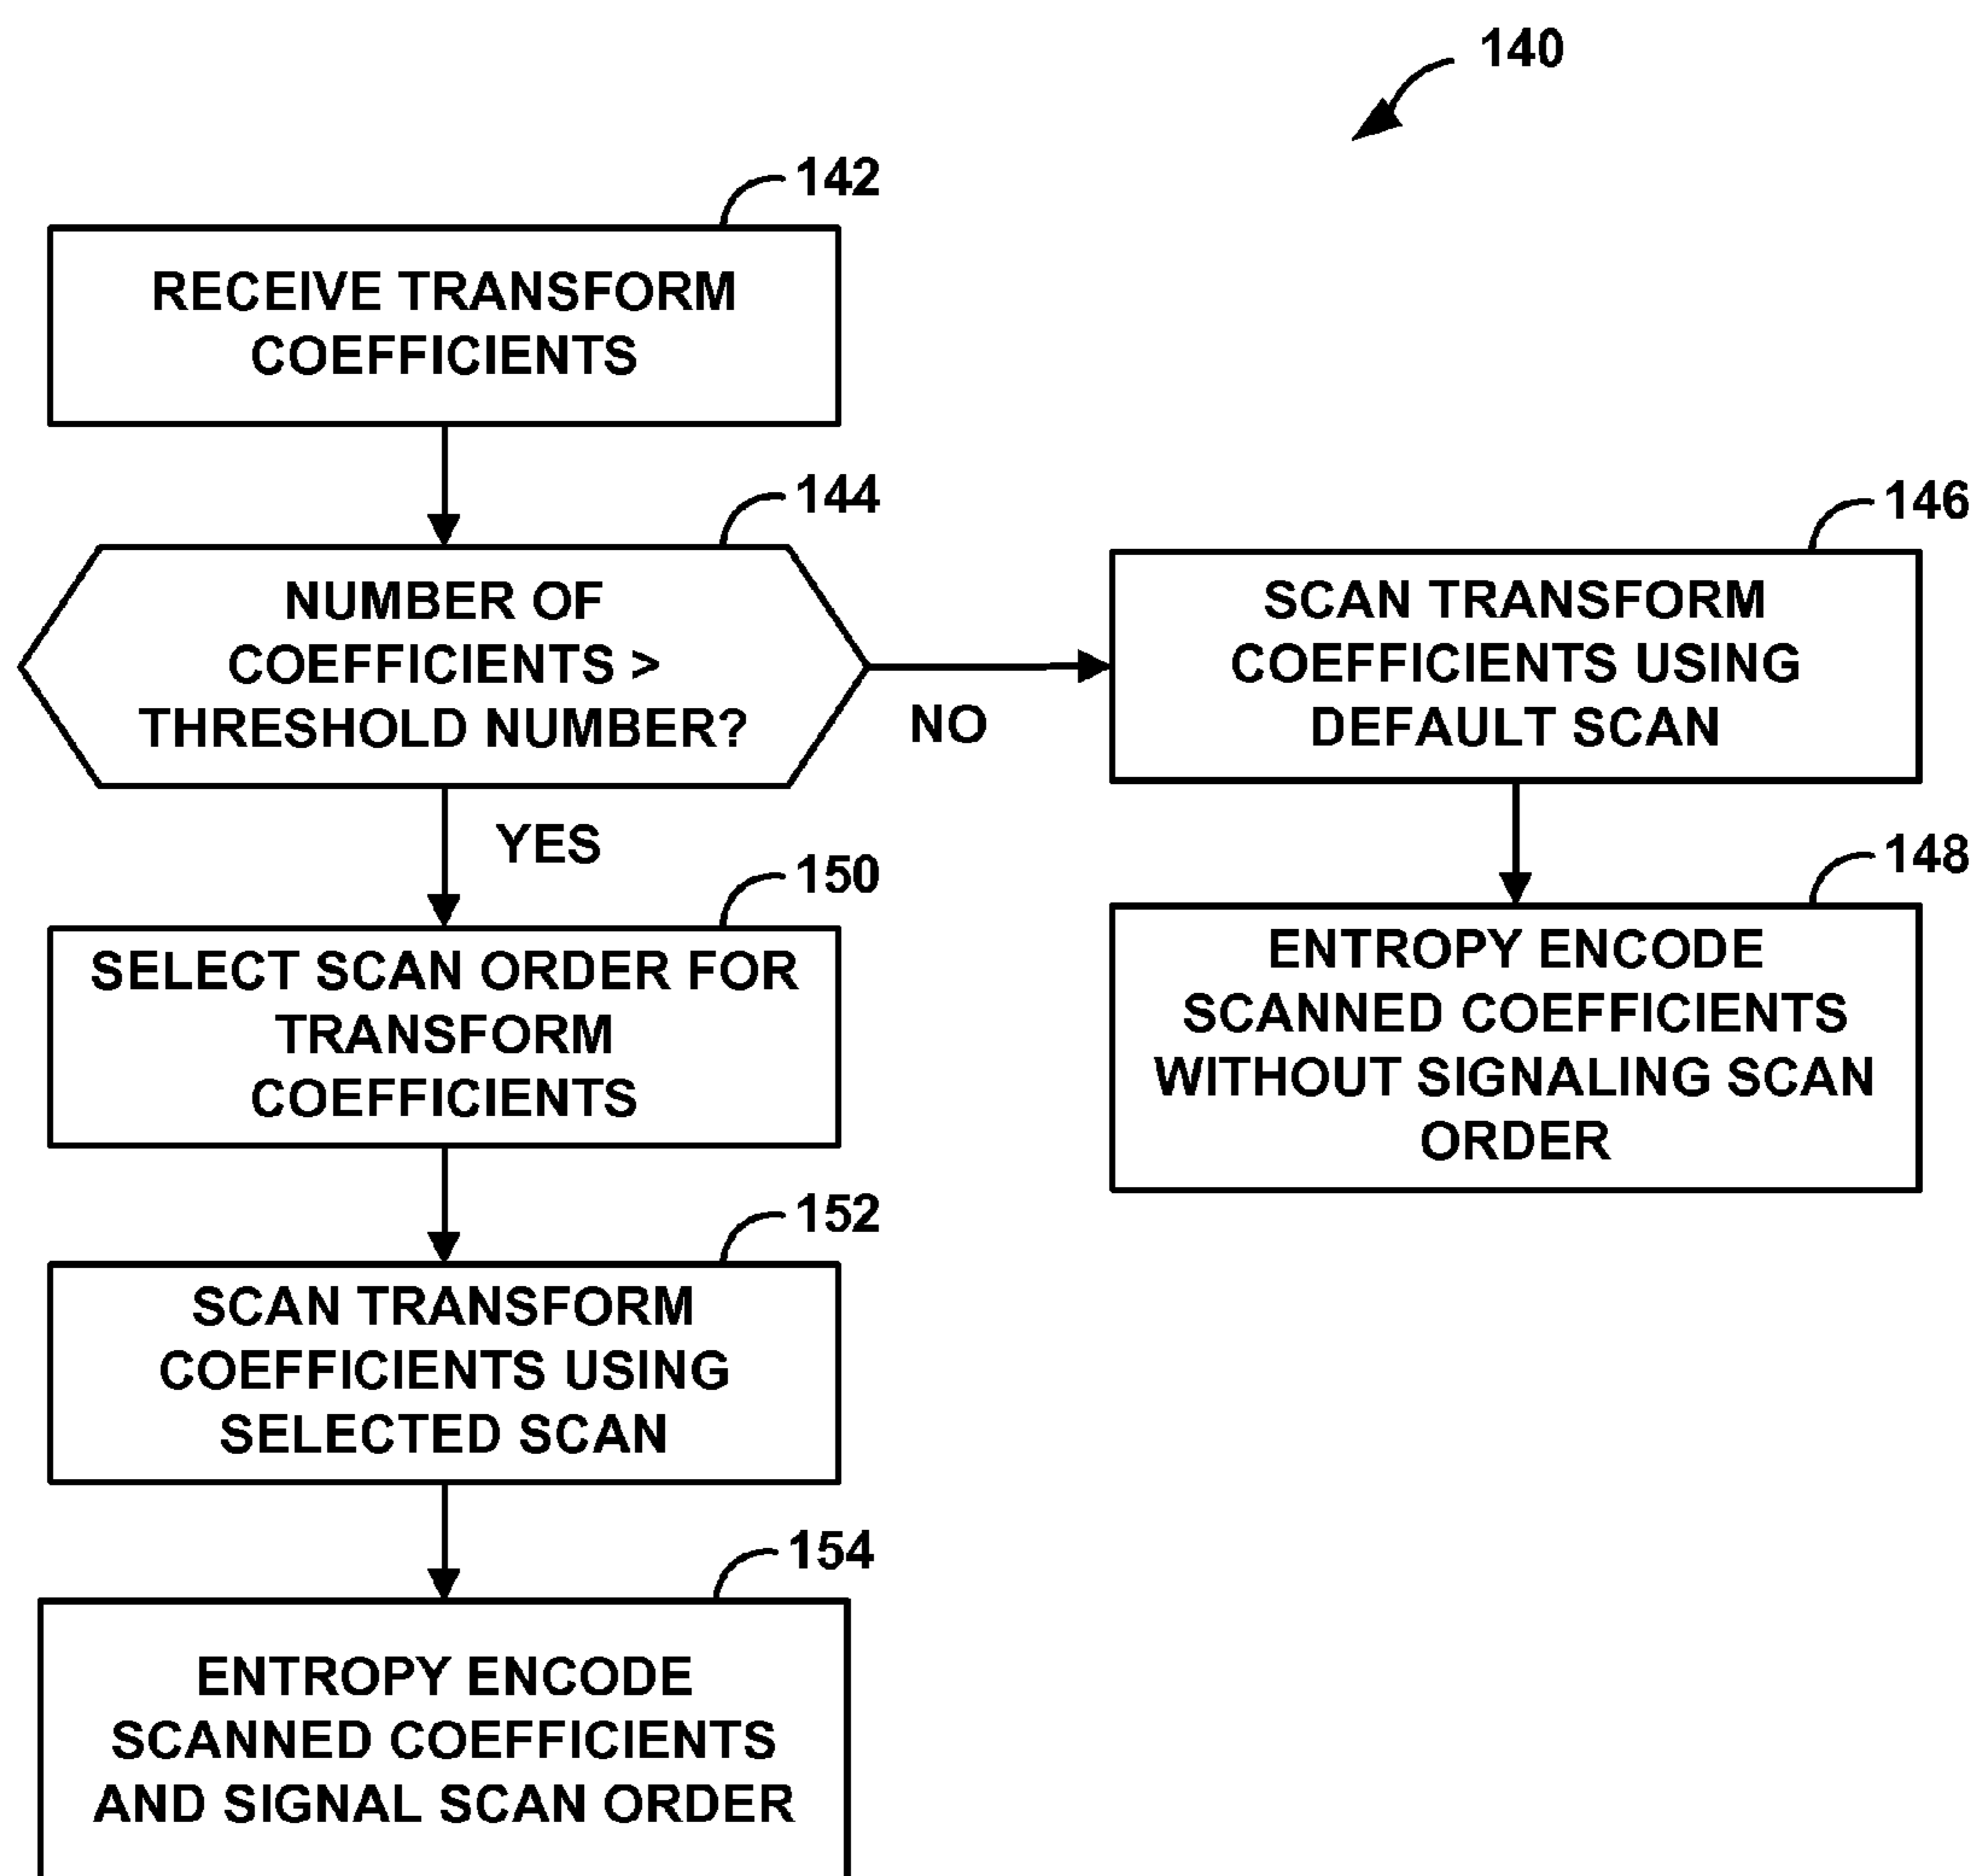 140
142
RECEIVE TRANSFORM
COEFFICIENTS
144
NUMBER OF
COEFFICIENTS >
THRESHOLD NUMBER?
NO
146
SCAN TRANSFORM
COEFFICIENTS USING
DEFAULT SCAN
148
ENTROPY ENCODE
SCANNED COEFFICIENTS
WITHOUT SIGNALING SCAN
ORDER
YES
150
SELECT SCAN ORDER FOR
TRANSFORM
COEFFICIENTS
152
SCAN TRANSFORM
COEFFICIENTS USING
SELECTED SCAN
154
ENTROPY ENCODE
SCANNED COEFFICIENTS
AND SIGNAL SCAN ORDER